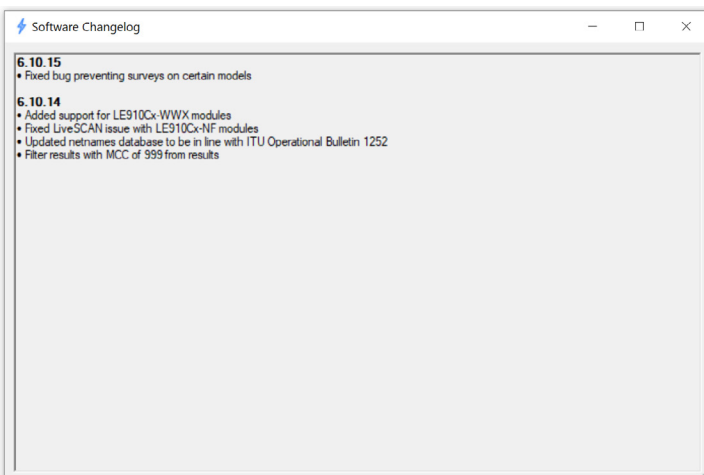 Software Changelog
6.10.15
• Fixed bug preventing surveys on certain models
6.10.14
• Added support for LE910Cx-WWX modules
• Fixed LiveSCAN issue with LE910Cx-NF modules
• Updated netnames database to be in line with ITU Operational Bulletin 1252
• Filter results with MCC of 999 from results